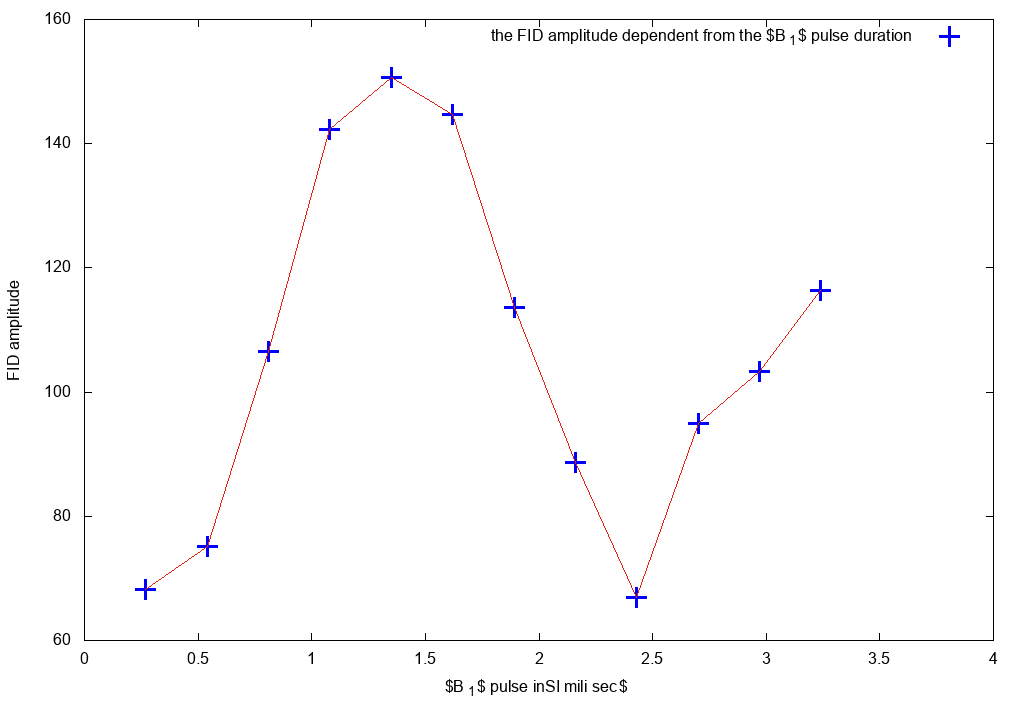 160
the FID amplitude dependent from the $B 1$ pulse duration
140
120
FID amplitude
100
80
60
0 0.5 1 1.5 2 2.5 3 3.5 4
$B 1$ pulse inSI mili sec$